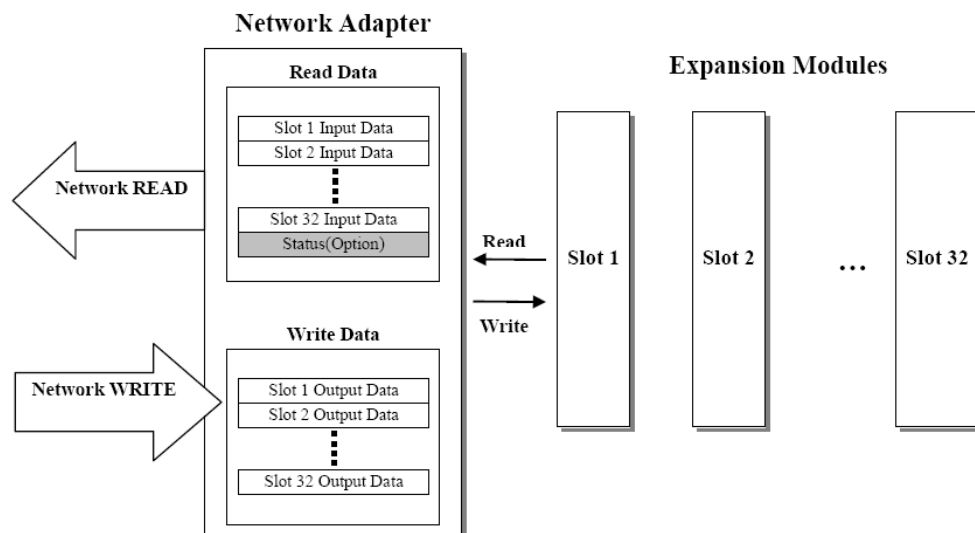 Network Adapter
Read Data
Expansion Modules
Slot 1 Input Data
Slot 2 Input Data
Network READ
Slot 32 Input Data
Status(Option)
Read
Slot 1
Slot 2
...
Slot 32
Write
Write Data
Network WRITE
Slot 1 Output Data
Slot 2 Output Data
Slot 32 Output Data